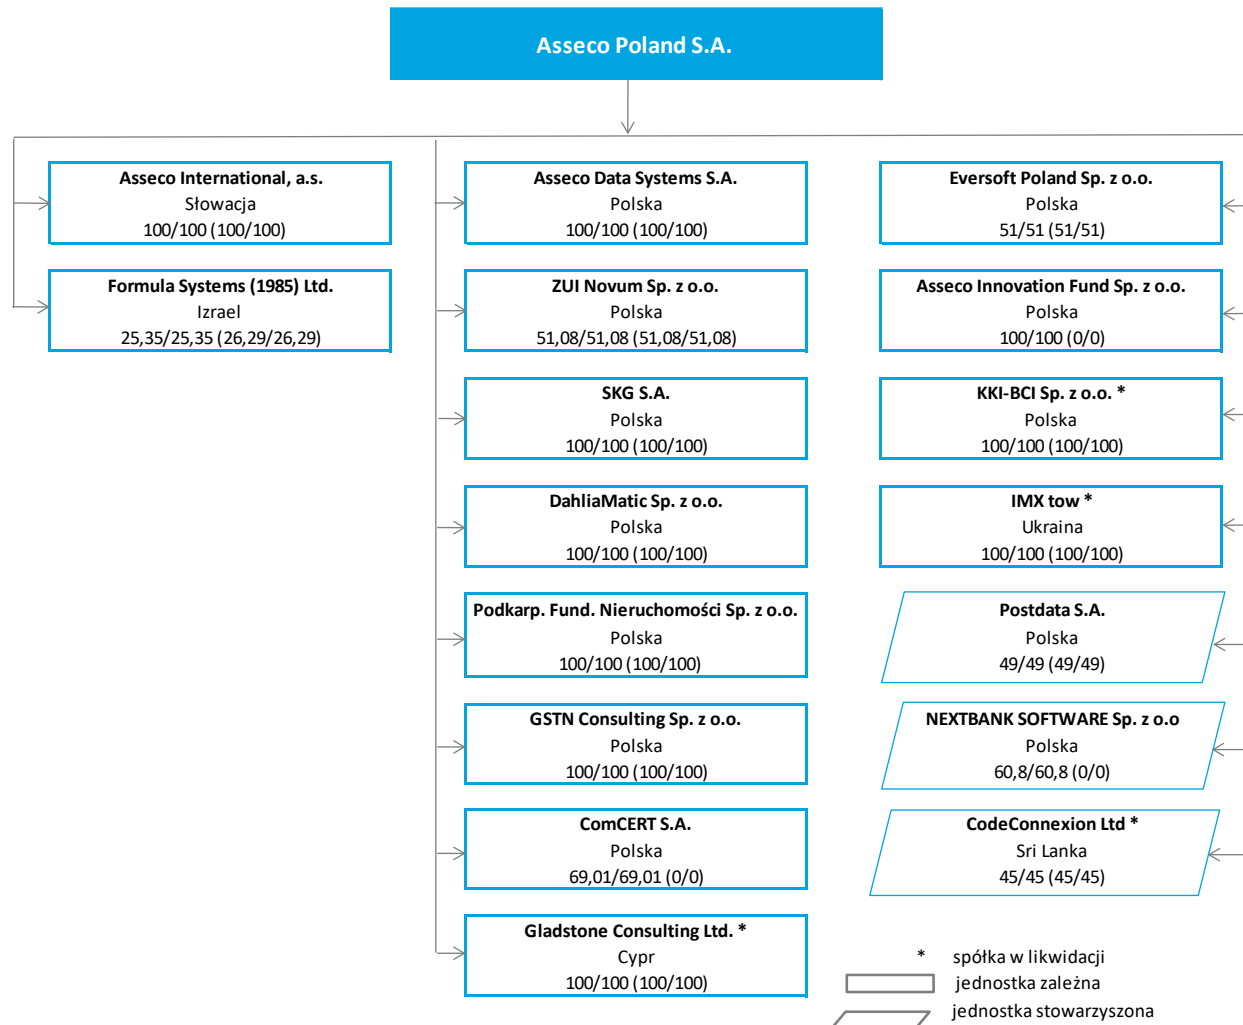 Asseco Poland S.A.
Asseco International, a.s.
Słowacja
100/100 (100/100)
Formula Systems (1985) Ltd.
Izrael
25,35/25,35 (26,29/26,29)
Asseco Data Systems S.A.
Polska
100/100 (100/100)
ZUI Novum Sp. z o.o.
Polska
51,08/51,08 (51,08/51,08)
SKG S.A.
Polska
100/100 (100/100)
DahliaMatic Sp. z o.o.
Polska
100/100 (100/100)
Podkarp. Fund. Nieruchomości Sp. z o.o.
Polska
100/100 (100/100)
GSTN Consulting Sp. z o.o.
Polska
100/100 (100/100)
ComCERT S.A.
Polska
69,01/69,01 (0/0)
Gladstone Consulting Ltd. *
Cypr
100/100 (100/100)
Eversoft Poland Sp. z o.o.
Polska
51/51 (51/51)
Asseco Innovation Fund Sp. z o.o.
Polska
100/100 (0/0)
KKI-BCI Sp. z o.o. *
Polska
100/100 (100/100)
IMX tow *
Ukraina
100/100 (100/100)
Postdata S.A.
Polska
49/49 (49/49)
NEXTBANK SOFTWARE Sp. z o.o
Polska
60,8/60,8 (0/0)
CodeConnexion Ltd *
Sri Lanka
45/45 (45/45)
* spółka w likwidacji
jednostka zależna
jednostka stowarzyszona